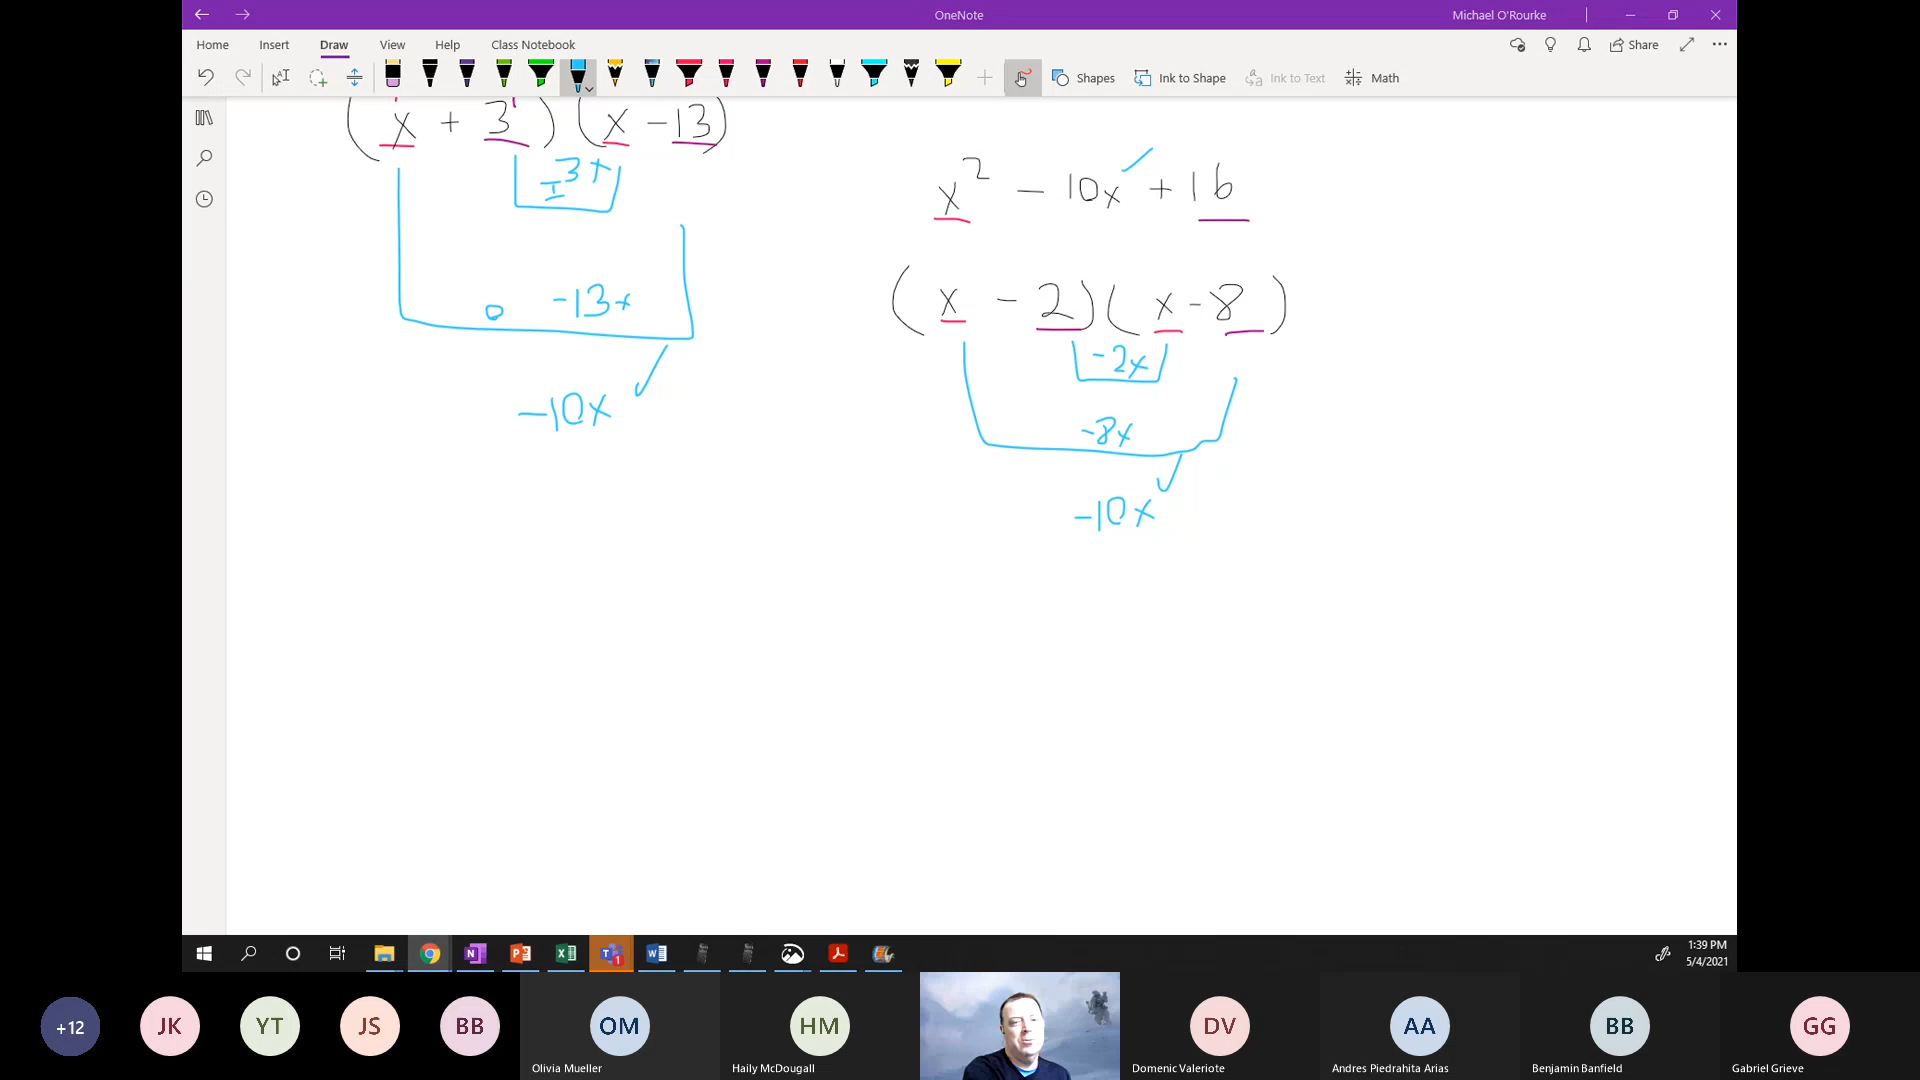 OneNote
Michael O'Rourke
Home Insert Draw View Help Class Notebook
Share
Shapes Ink to Shape Ink to Text Math
(x + 3)(x - 13)
3x
-13x
-10x
x² - 10x + 16
(x - 2)(x - 8)
-2x
-8x
-10x
1:39 PM
5/4/2021
+12 JK YT JS BB OM HM DV AA BB GG
Olivia Mueller Haily McDougall Domenic Valeriote Andres Piedrahita Arias Benjamin Banfield Gabriel Grieve